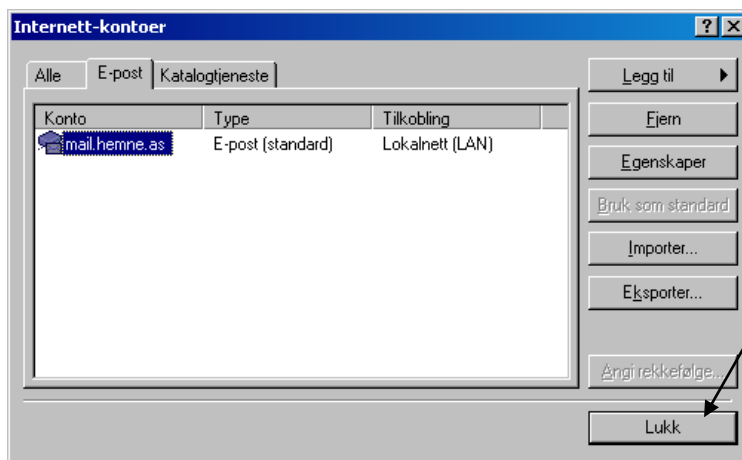 Internett-kontoer
Alle E-post Katalogtjeneste
Konto Type Tilkobling
mail.hemne.as E-post (standard) Lokalnett (LAN)
Legg til
Fjern
Egenskaper
Bruk som standard
Importer...
Eksporter...
Angi rekkefølge...
Lukk